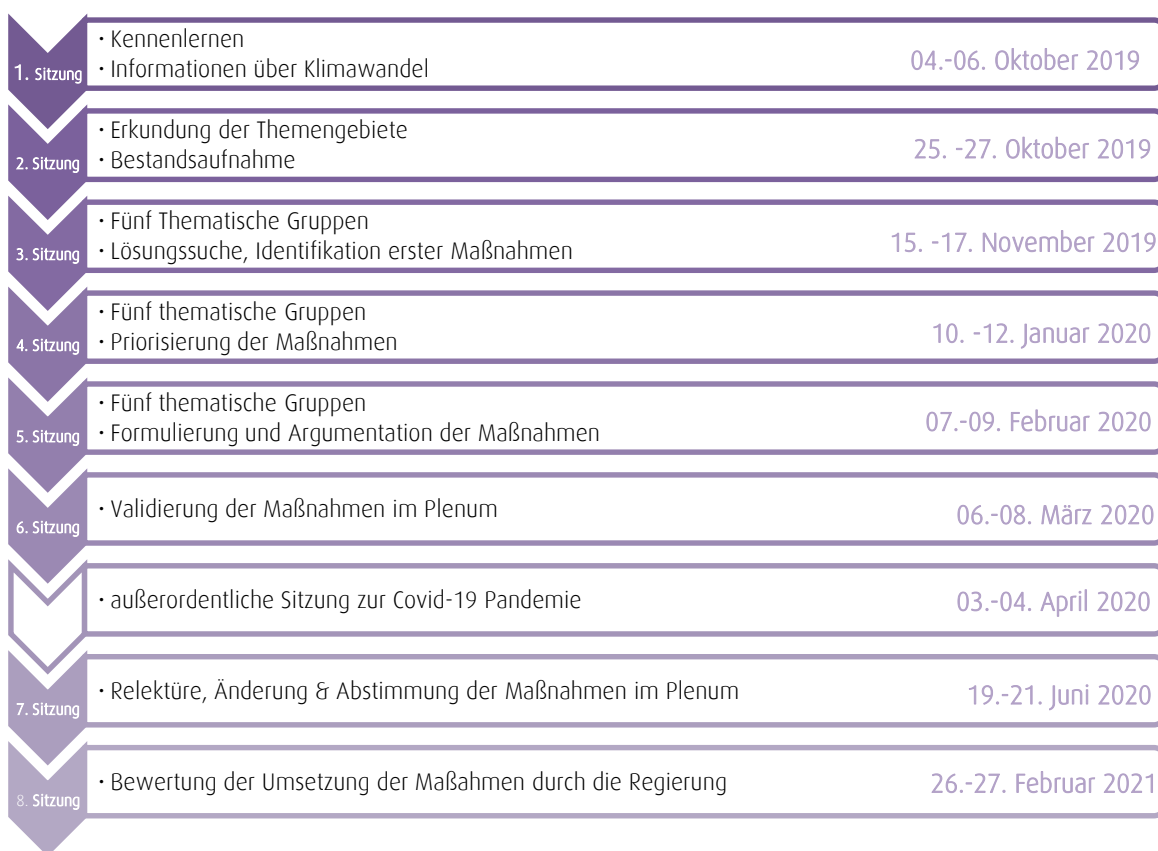 1. Sitzung
· Kennenlernen
· Informationen über Klimawandel
04.-06. Oktober 2019
2. Sitzung
· Erkundung der Themengebiete
· Bestandsaufnahme
25. -27. Oktober 2019
3. Sitzung
· Fünf Thematische Gruppen
· Lösungssuche, Identifikation erster Maßnahmen
15. -17. November 2019
4. Sitzung
· Fünf thematische Gruppen
· Priorisierung der Maßnahmen
10. -12. Januar 2020
5. Sitzung
· Fünf thematische Gruppen
· Formulierung und Argumentation der Maßnahmen
07.-09. Februar 2020
6. Sitzung
· Validierung der Maßnahmen im Plenum
06.-08. März 2020
· außerordentliche Sitzung zur Covid-19 Pandemie
03.-04. April 2020
7. Sitzung
· Relektüre, Änderung & Abstimmung der Maßnahmen im Plenum
19.-21. Juni 2020
8. Sitzung
· Bewertung der Umsetzung der Maßahmen durch die Regierung
26.-27. Februar 2021